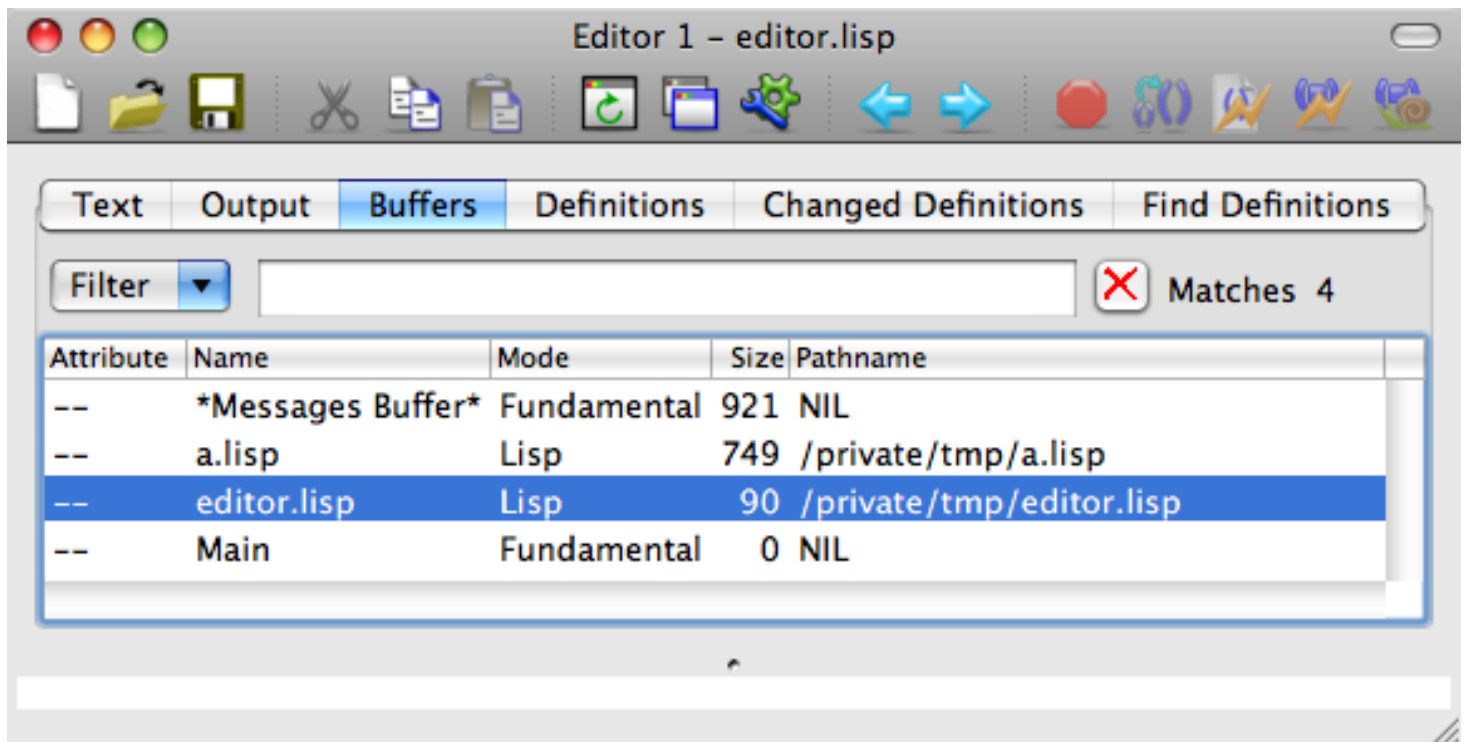 Editor 1 – editor.lisp
Text Output Buffers Definitions Changed Definitions Find Definitions
Filter Matches 4
Attribute Name Mode Size Pathname
-- *Messages Buffer* Fundamental 921 NIL
-- a.lisp Lisp 749 /private/tmp/a.lisp
-- editor.lisp Lisp 90 /private/tmp/editor.lisp
-- Main Fundamental 0 NIL